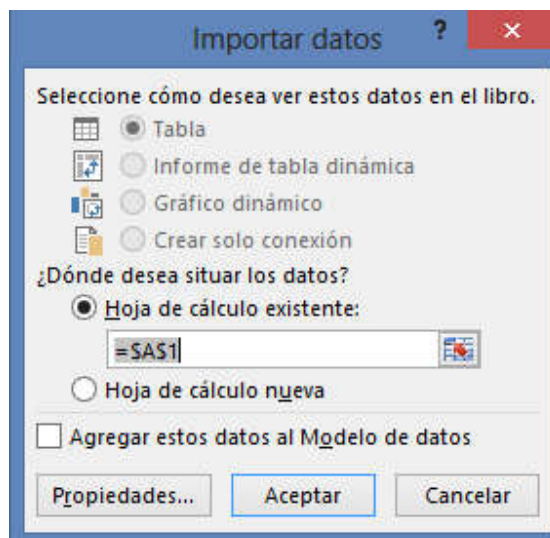 Importar datos ? ×
Seleccione cómo desea ver estos datos en el libro.
Tabla
Informe de tabla dinámica
Gráfico dinámico
Crear solo conexión
¿Dónde desea situar los datos?
Hoja de cálculo existente:
=$A$1
Hoja de cálculo nueva
Agregar estos datos al Modelo de datos
Propiedades... Aceptar Cancelar